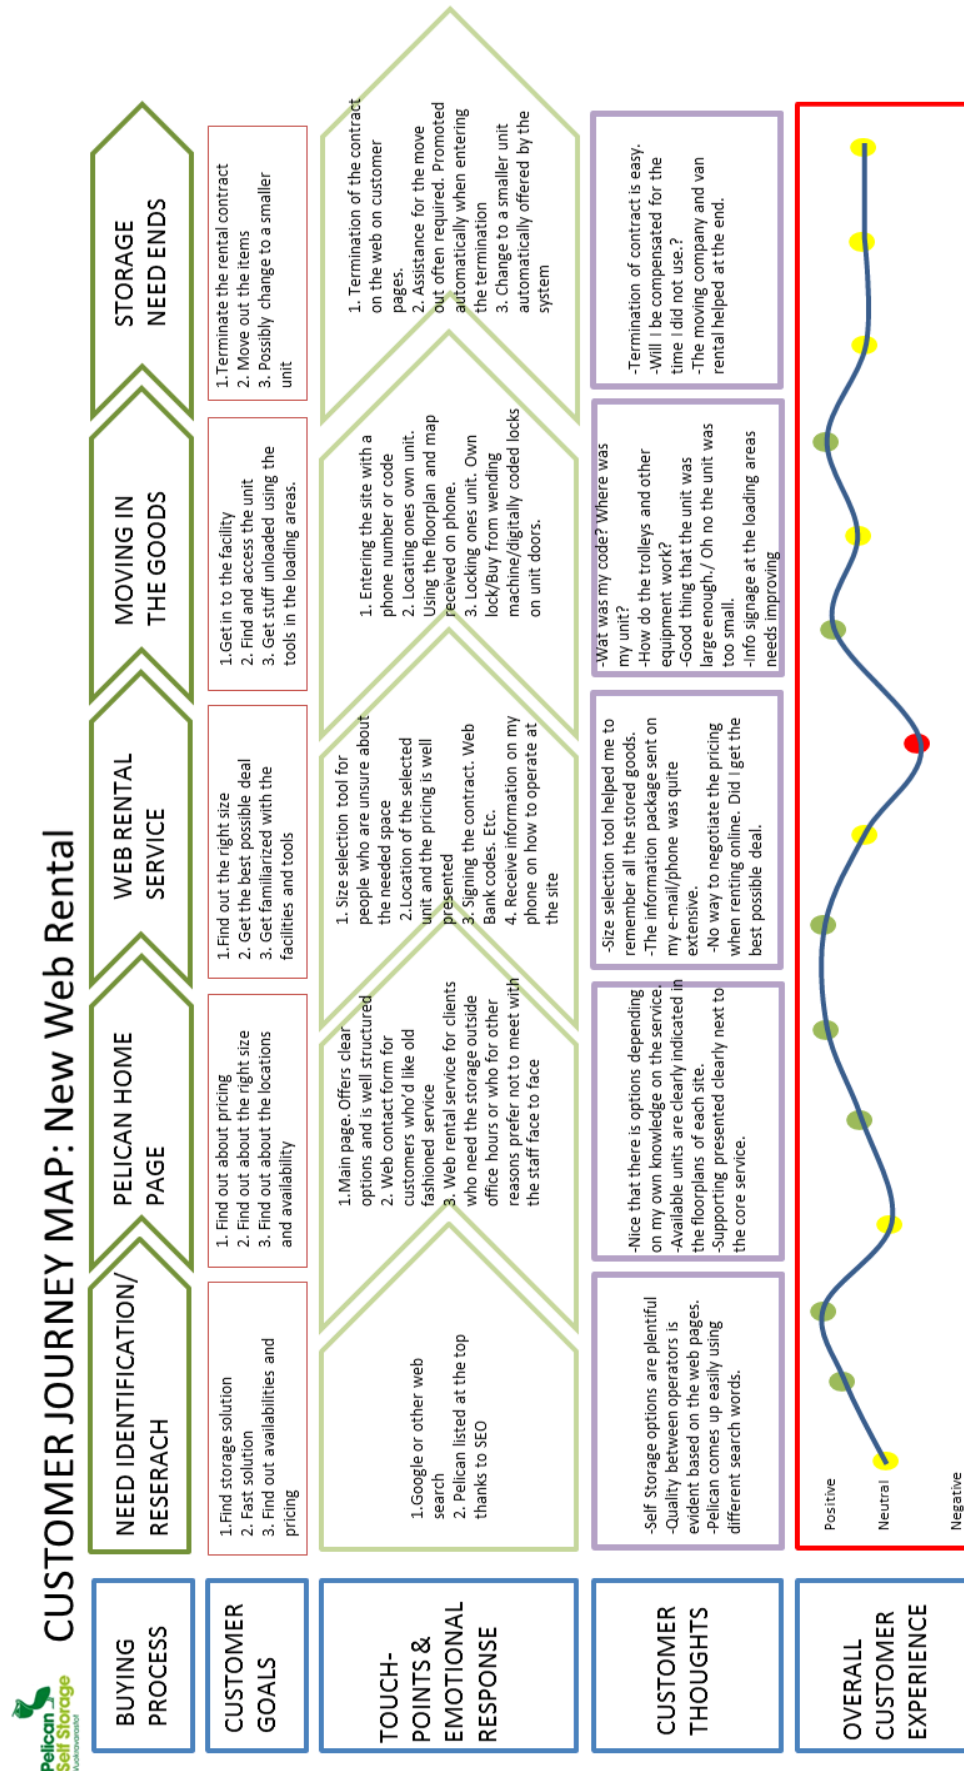 Pelican
Self Storage
Vuokravarastot
CUSTOMER JOURNEY MAP: New Web Rental
BUYING
PROCESS
NEED IDENTIFICATION/
RESERACH
PELICAN HOME
PAGE
WEB RENTAL
SERVICE
MOVING IN
THE GOODS
STORAGE
NEED ENDS
CUSTOMER
GOALS
1.Find storage solution
2. Fast solution
3. Find out availabilities and
pricing
1. Find out about pricing
2. Find out about the right size
3. Find out about the locations
and availability
1.Find out the right size
2. Get the best possible deal
3. Get familiarized with the
facilities and tools
1.Get in to the facility
2. Find and access the unit
3. Get stuff unloaded using the
tools in the loading areas.
1.Terminate the rental contract
2. Move out the items
3. Possibly change to a smaller
unit
TOUCH-
POINTS &
EMOTIONAL
RESPONSE
1.Google or other web
search
2. Pelican listed at the top
thanks to SEO
1.Main page. Offers clear
options and is well structured
2. Web contact form for
customers who'd like old
fashioned service
3. Web rental service for clients
who need the storage outside
office hours or who for other
reasons prefer not to meet with
the staff face to face
1. Size selection tool for
people who are unsure about
the needed space
2.Location of the selected
unit and the pricing is well
presented
3. Signing the contract. Web
Bank codes. Etc.
4. Receive information on my
phone on how to operate at
the site
1. Entering the site with a
phone number or code
2. Locating ones own unit.
Using the floorplan and map
received on phone.
3. Locking ones unit. Own
lock/Buy from wending
machine/digitally coded locks
on unit doors.
1. Termination of the contract
on the web on customer
pages.
2. Assistance for the move
out often required. Promoted
automatically when entering
the termination
3. Change to a smaller unit
automatically offered by the
system
CUSTOMER
THOUGHTS
-Self Storage options are plentiful
-Quality between operators is
evident based on the web pages.
-Pelican comes up easily using
different search words.
-Nice that there is options depending
on my own knowledge on the service.
-Available units are clearly indicated in
the floorplans of each site.
-Supporting presented clearly next to
the core service.
-Size selection tool helped me to
remember all the stored goods.
-The information package sent on
my e-mail/phone was quite
extensive.
-No way to negotiate the pricing
when renting online. Did I get the
best possible deal.
-Wat was my code? Where was
my unit?
-How do the trolleys and other
equipment work?
-Good thing that the unit was
large enough./ Oh no the unit was
too small.
-Info signage at the loading areas
needs improving
-Termination of contract is easy.
-Will I be compensated for the
time I did not use.?
-The moving company and van
rental helped at the end.
OVERALL
CUSTOMER
EXPERIENCE
Positive
Neutral
Negative